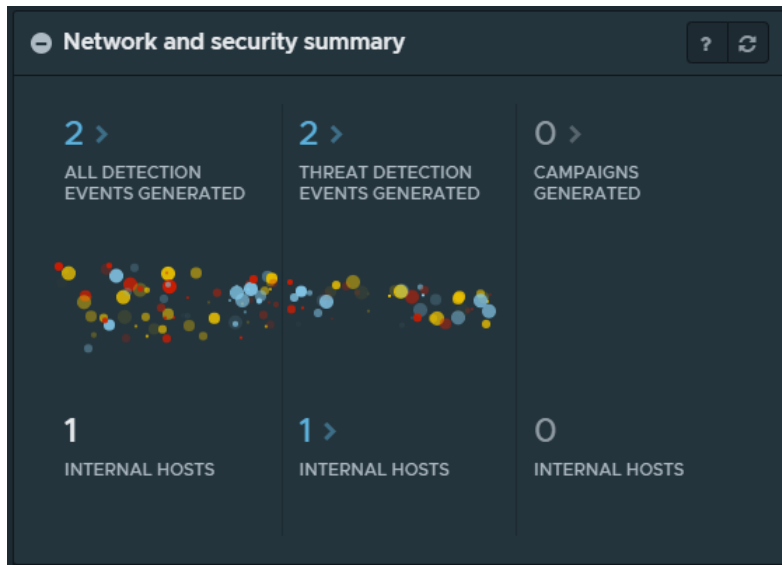 Network and security summary
?
2 >
ALL DETECTION
EVENTS GENERATED
2 >
THREAT DETECTION
EVENTS GENERATED
0 >
CAMPAIGNS
GENERATED
1
INTERNAL HOSTS
1 >
INTERNAL HOSTS
0
INTERNAL HOSTS